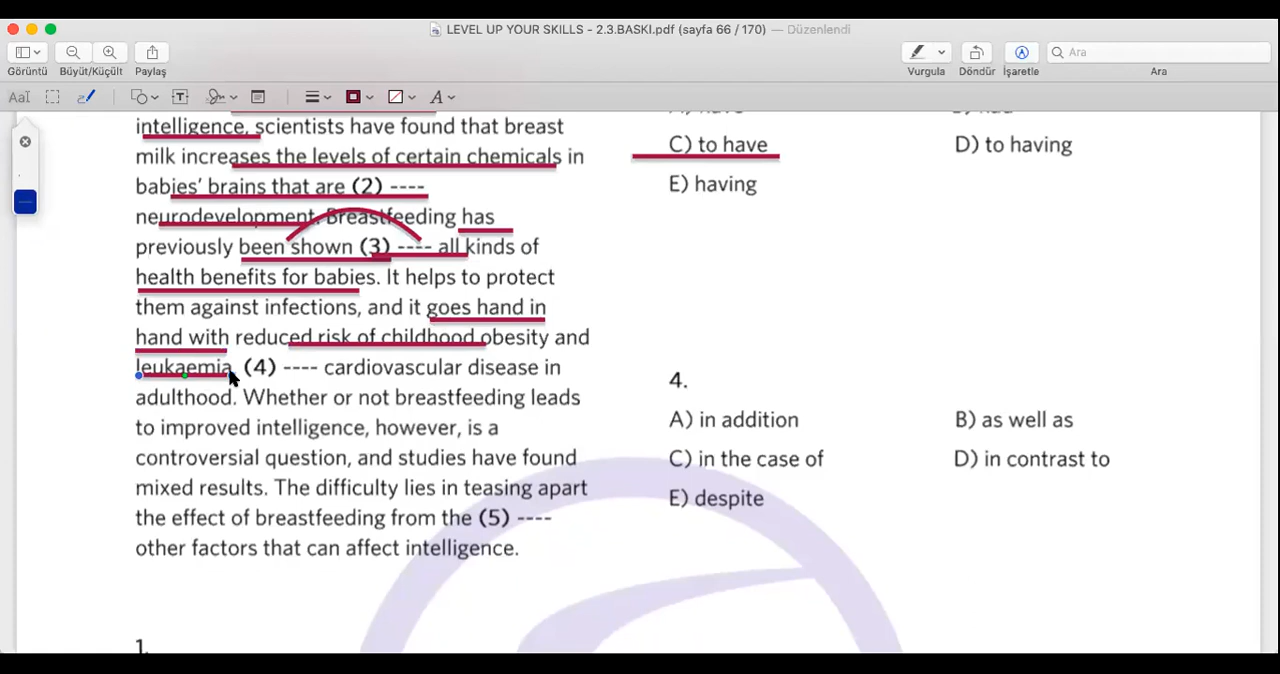 LEVEL UP YOUR SKILLS - 2.3.BASKI.pdf (sayfa 66 / 170) — Düzenlendi
Görüntü
Büyüt/Küçült
Paylaş
Vurgula
Döndür
İşaretle
Ara
Ara
intelligence, scientists have found that breast
milk increases the levels of certain chemicals in
babies' brains that are (2) ----
neurodevelopment. Breastfeeding has
previously been shown (3) ---- all kinds of
health benefits for babies. It helps to protect
them against infections, and it goes hand in
hand with reduced risk of childhood obesity and
leukaemia, (4) ---- cardiovascular disease in
adulthood. Whether or not breastfeeding leads
to improved intelligence, however, is a
controversial question, and studies have found
mixed results. The difficulty lies in teasing apart
the effect of breastfeeding from the (5) ----
other factors that can affect intelligence.
1.
C) to have
D) to having
E) having
4.
A) in addition
B) as well as
C) in the case of
D) in contrast to
E) despite